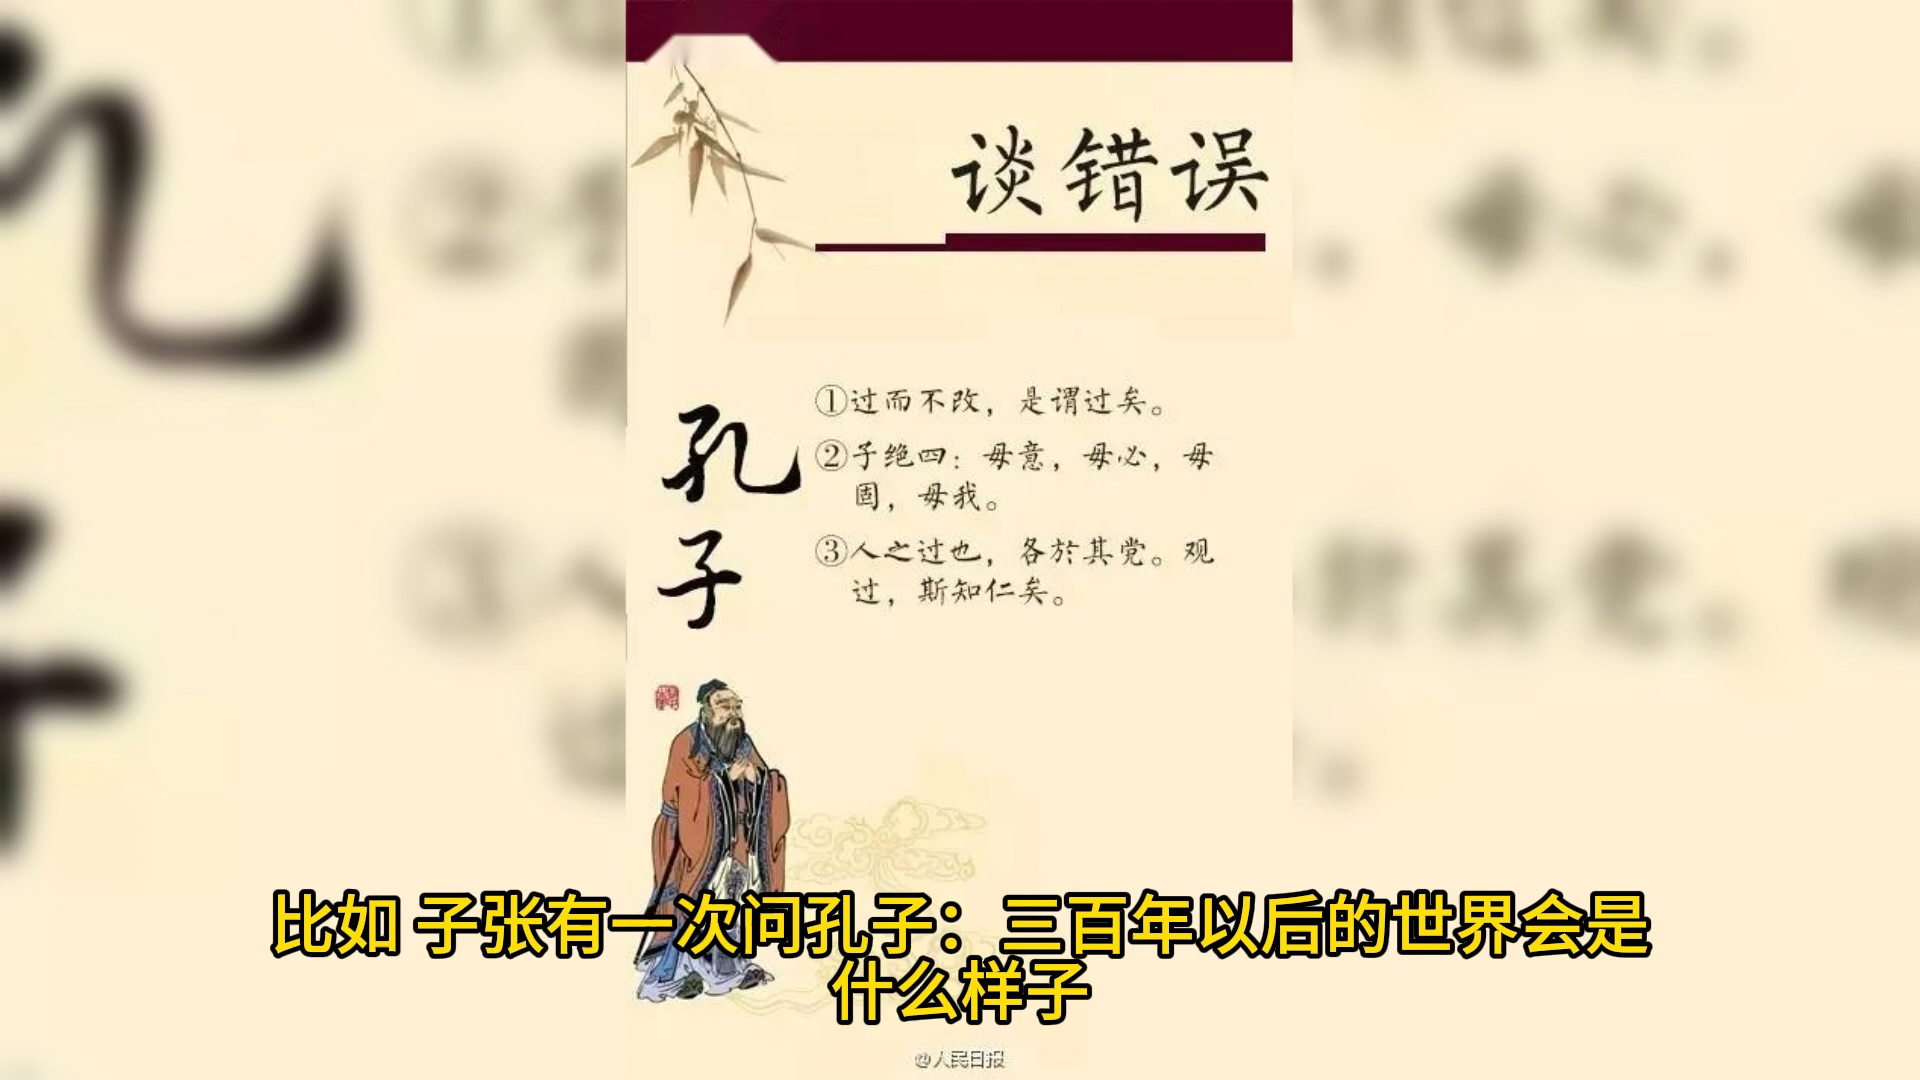 谈错误
孔子
①过而不改，是谓过矣。
②子绝四：毋意，毋必，毋
固，毋我。
③人之过也，各於其党。观
过，斯知仁矣。
比如 子张有一次问孔子：三百年以后的世界会是
什么样子
@人民日报